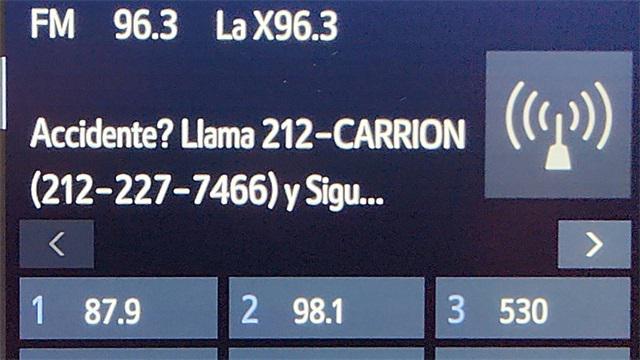 FM 96.3 La X96.3
Accidente? Llama 212-CARRION
(212-227-7466) y Sigu...
1 87.9 2 98.1 3 530